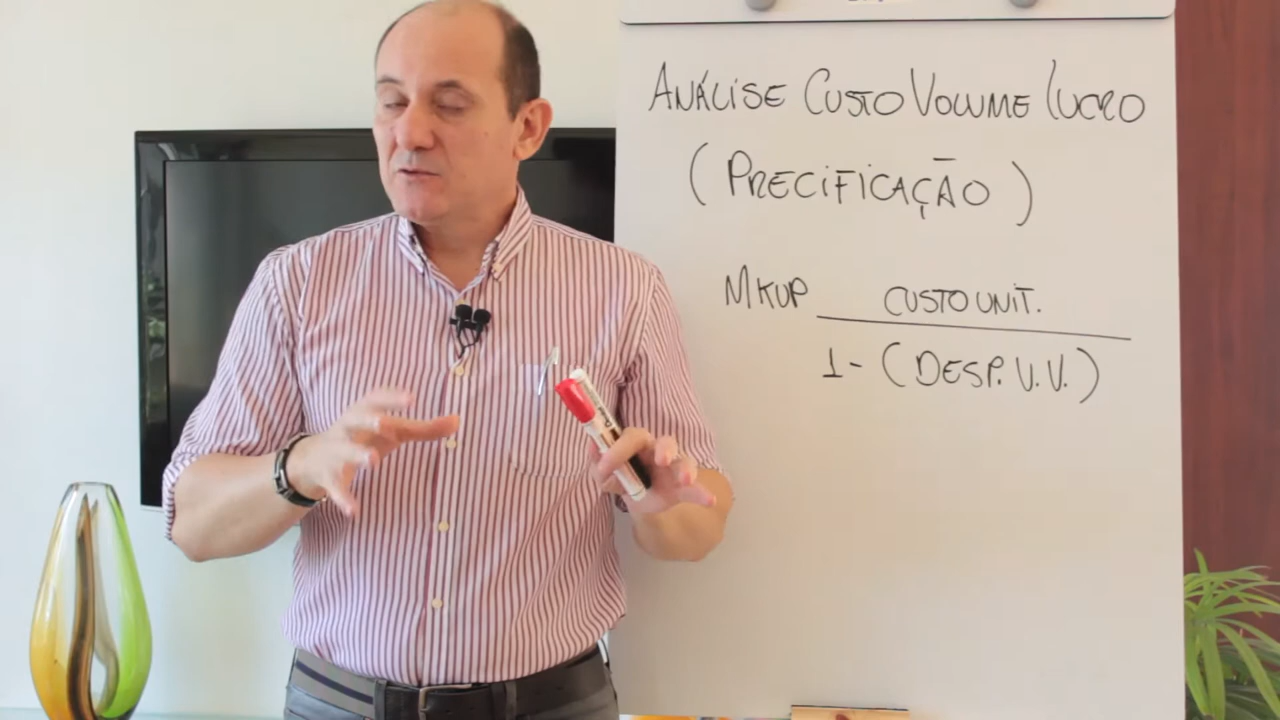 ANÁLISE CUSTO VOLUME LUCRO
(PRECIFICAÇÃO)
MKUP CUSTO UNIT.
1 - (DESP. V. V.)